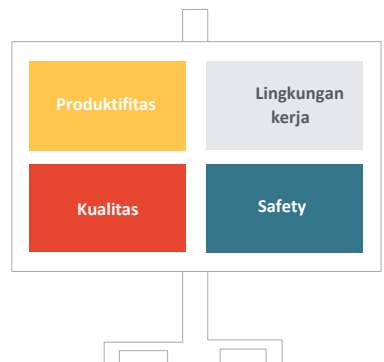 Produktifitas
Lingkungan
kerja
Kualitas
Safety